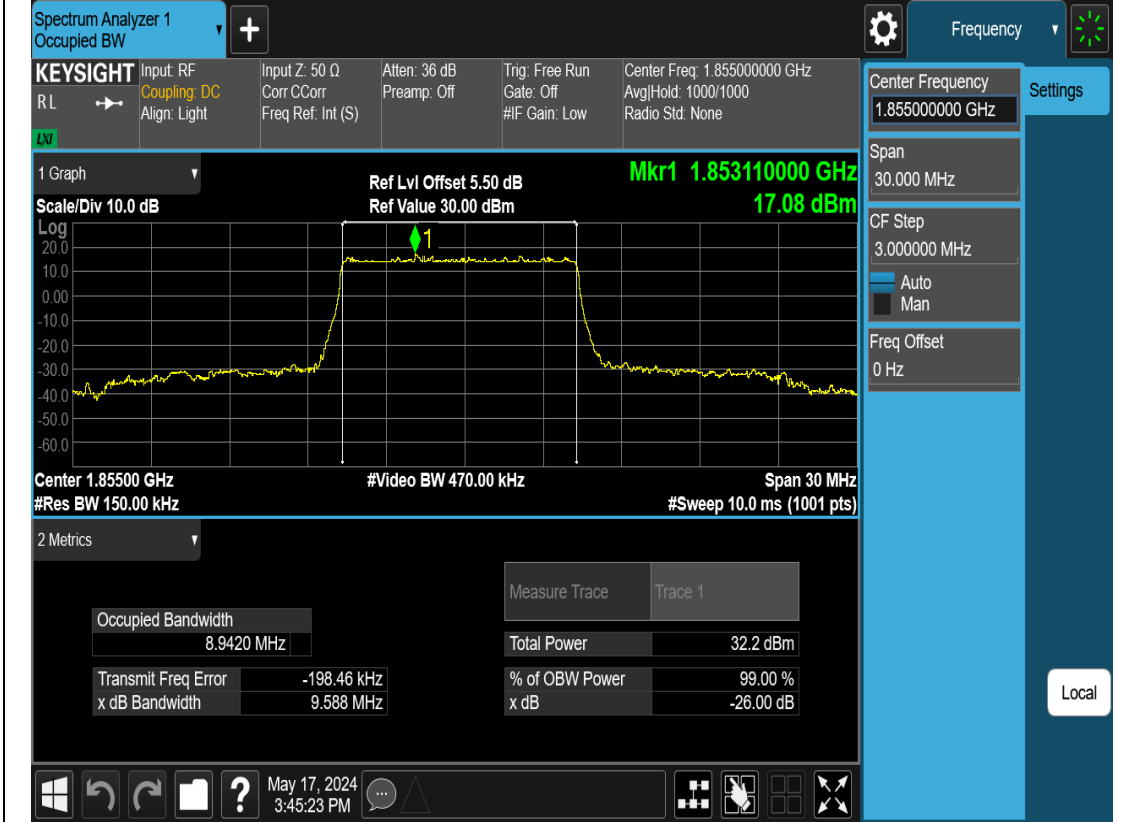 Spectrum Analyzer 1
Occupied BW
+
Frequency
KEYSIGHT
RL
LXI
Input: RF
Coupling: DC
Align: Light
Input Z: 50 Ω
Corr CCorr
Freq Ref: Int (S)
Atten: 36 dB
Preamp: Off
Trig: Free Run
Gate: Off
#IF Gain: Low
Center Freq: 1.855000000 GHz
Avg|Hold: 1000/1000
Radio Std: None
1 Graph
Scale/Div 10.0 dB
Ref Lvl Offset 5.50 dB
Ref Value 30.00 dBm
Mkr1 1.853110000 GHz
17.08 dBm
Log
20.0
10.0
0.00
-10.0
-20.0
-30.0
-40.0
-50.0
-60.0
1
Center 1.85500 GHz
#Res BW 150.00 kHz
#Video BW 470.00 kHz
Span 30 MHz
#Sweep 10.0 ms (1001 pts)
2 Metrics
Measure Trace Trace 1
Occupied Bandwidth
8.9420 MHz
Total Power 32.2 dBm
Transmit Freq Error -198.46 kHz
% of OBW Power 99.00 %
x dB Bandwidth 9.588 MHz
x dB -26.00 dB
Center Frequency
1.855000000 GHz
Settings
Span
30.000 MHz
CF Step
3.000000 MHz
Auto
Man
Freq Offset
0 Hz
Local
?
May 17, 2024
3:45:23 PM